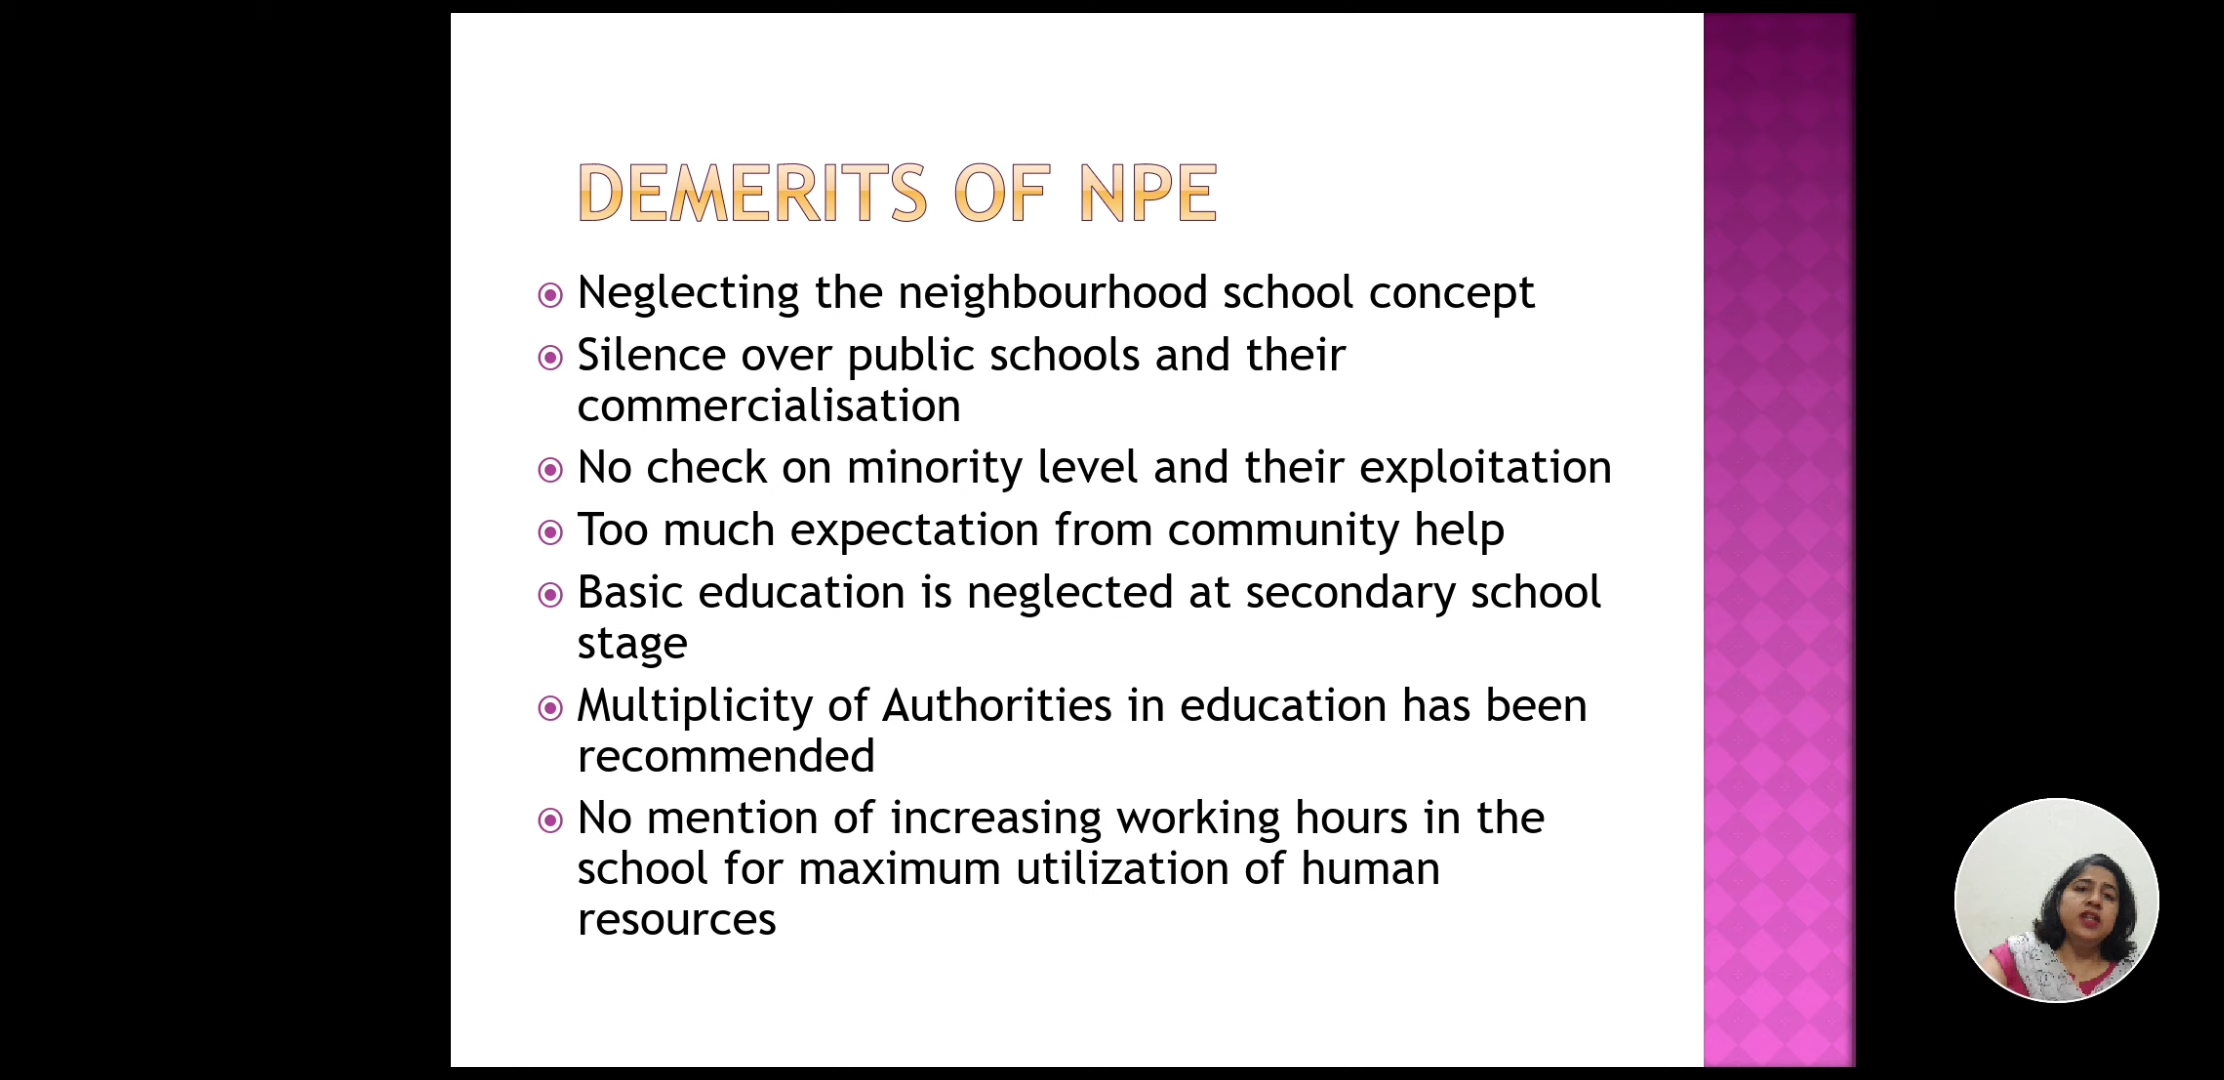 DEMERITS OF NPE
Neglecting the neighbourhood school concept
Silence over public schools and their
commercialisation
No check on minority level and their exploitation
Too much expectation from community help
Basic education is neglected at secondary school
stage
Multiplicity of Authorities in education has been
recommended
No mention of increasing working hours in the
school for maximum utilization of human
resources